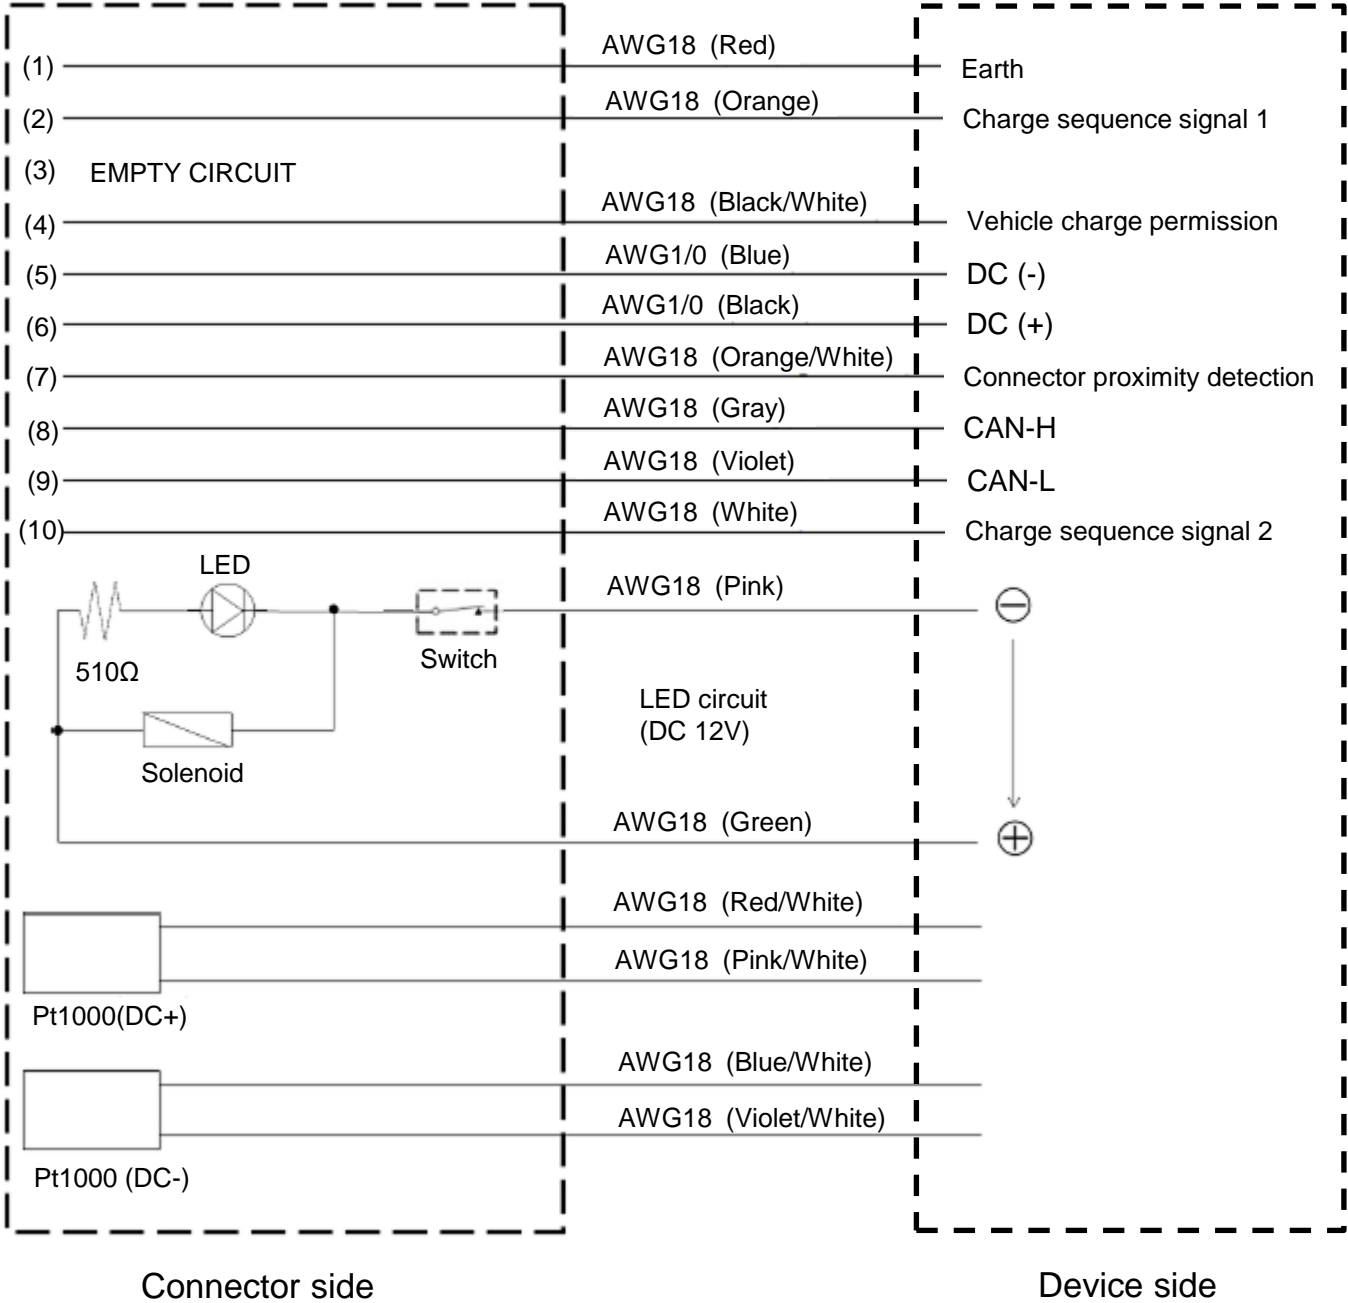 (1) AWG18 (Red) Earth
(2) AWG18 (Orange) Charge sequence signal 1
(3) EMPTY CIRCUIT
(4) AWG18 (Black/White) Vehicle charge permission
(5) AWG1/0 (Blue) DC (-)
(6) AWG1/0 (Black) DC (+)
(7) AWG18 (Orange/White) Connector proximity detection
(8) AWG18 (Gray) CAN-H
(9) AWG18 (Violet) CAN-L
(10) AWG18 (White) Charge sequence signal 2
LED
AWG18 (Pink)
Switch
510Ω
LED circuit
(DC 12V)
Solenoid
AWG18 (Green)
AWG18 (Red/White)
AWG18 (Pink/White)
Pt1000(DC+)
AWG18 (Blue/White)
AWG18 (Violet/White)
Pt1000 (DC-)
Connector side
Device side